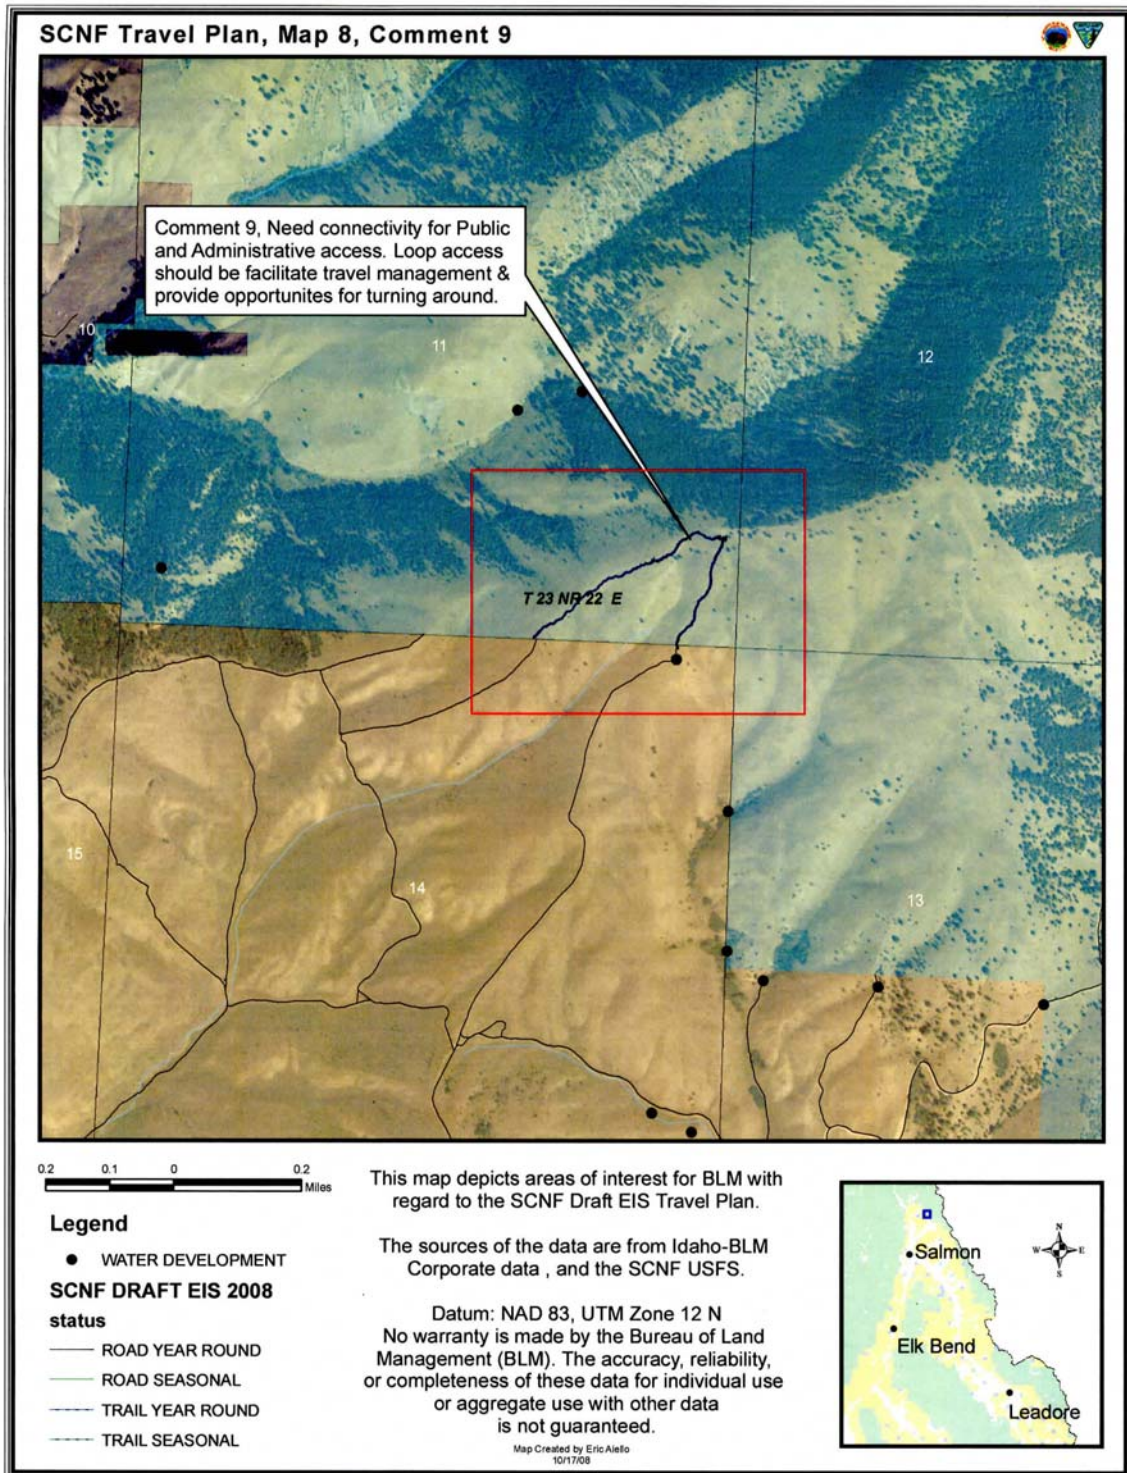 SCNF Travel Plan, Map 8, Comment 9
Comment 9, Need connectivity for Public
and Administrative access. Loop access
should be facilitate travel management &
provide opportunites for turning around.
10
11
12
T 23 NR 22 E
15
14
13
0.2 0.1 0 0.2
Miles
Legend
WATER DEVELOPMENT
SCNF DRAFT EIS 2008
status
ROAD YEAR ROUND
ROAD SEASONAL
TRAIL YEAR ROUND
TRAIL SEASONAL
This map depicts areas of interest for BLM with
regard to the SCNF Draft EIS Travel Plan.
The sources of the data are from Idaho-BLM
Corporate data , and the SCNF USFS.
Datum: NAD 83, UTM Zone 12 N
No warranty is made by the Bureau of Land
Management (BLM). The accuracy, reliability,
or completeness of these data for individual use
or aggregate use with other data
is not guaranteed.
Map Created by Eric Aiello
10/17/08
N
W E
S
Salmon
Elk Bend
Leadore